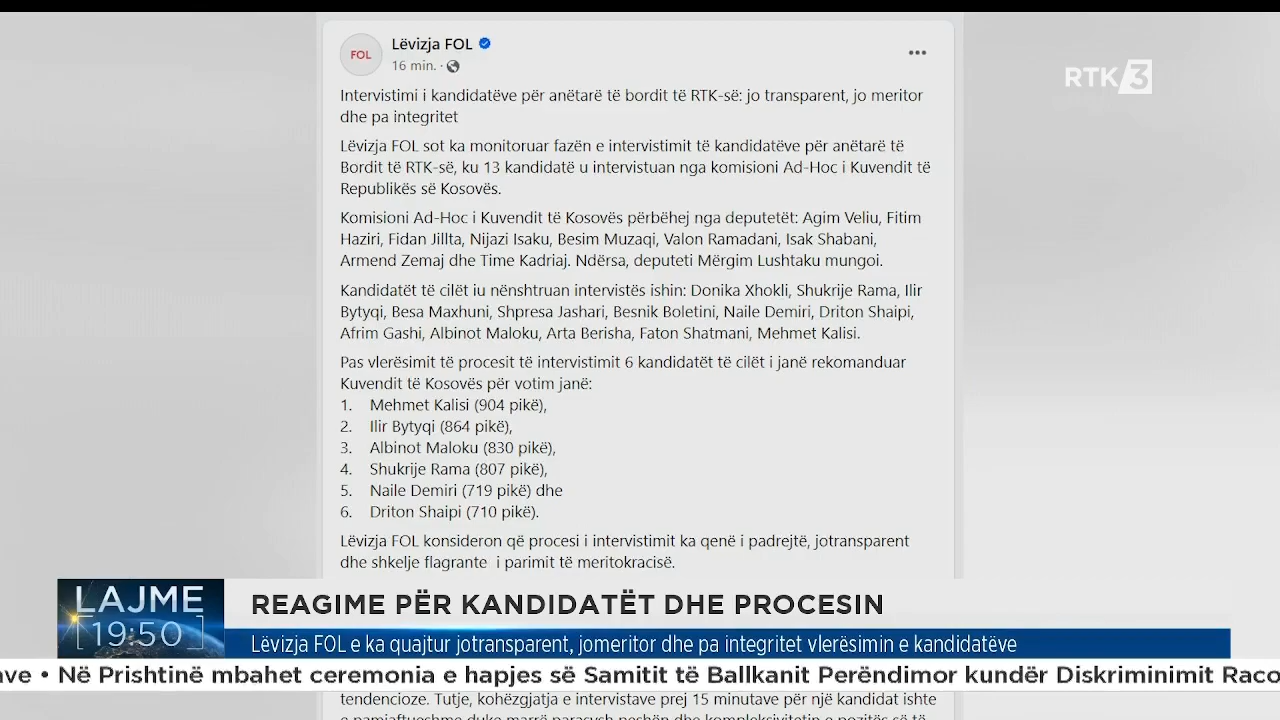 FOL
Lëvizja FOL
16 min. ·
RTK3
Intervistimi i kandidatëve për anëtarë të bordit të RTK-së: jo transparent, jo meritor
dhe pa integritet
Lëvizja FOL sot ka monitoruar fazën e intervistimit të kandidatëve për anëtarë të
Bordit të RTK-së, ku 13 kandidatë u intervistuan nga komisioni Ad-Hoc i Kuvendit të
Republikës së Kosovës.
Komisioni Ad-Hoc i Kuvendit të Kosovës përbëhej nga deputetët: Agim Veliu, Fitim
Haziri, Fidan Jillta, Nijazi Isaku, Besim Muzaqi, Valon Ramadani, Isak Shabani,
Armend Zemaj dhe Time Kadriaj. Ndërsa, deputeti Mërgim Lushtaku mungoi.
Kandidatët të cilët iu nënshtruan intervistës ishin: Donika Xhokli, Shukrije Rama, Ilir
Bytyqi, Besa Maxhuni, Shpresa Jashari, Besnik Boletini, Naile Demiri, Driton Shaipi,
Afrim Gashi, Albinot Maloku, Arta Berisha, Faton Shatmani, Mehmet Kalisi.
Pas vlerësimit të procesit të intervistimit 6 kandidatët të cilët i janë rekomanduar
Kuvendit të Kosovës për votim janë:
1. Mehmet Kalisi (904 pikë),
2. Ilir Bytyqi (864 pikë),
3. Albinot Maloku (830 pikë),
4. Shukrije Rama (807 pikë),
5. Naile Demiri (719 pikë) dhe
6. Driton Shaipi (710 pikë).
Lëvizja FOL konsideron që procesi i intervistimit ka qenë i padrejtë, jotransparent
dhe shkelje flagrante i parimit të meritokracisë.
LAJME
19:50
REAGIME PËR KANDIDATËT DHE PROCESIN
Lëvizja FOL e ka quajtur jotransparent, jomeritor dhe pa integritet vlerësimin e kandidatëve
ave • Në Prishtinë mbahet ceremonia e hapjes së Samitit të Ballkanit Perëndimor kundër Diskriminimit Raco
tendencioze. Tutje, kohëzgjatja e intervistave prej 15 minutave për një kandidat ishte